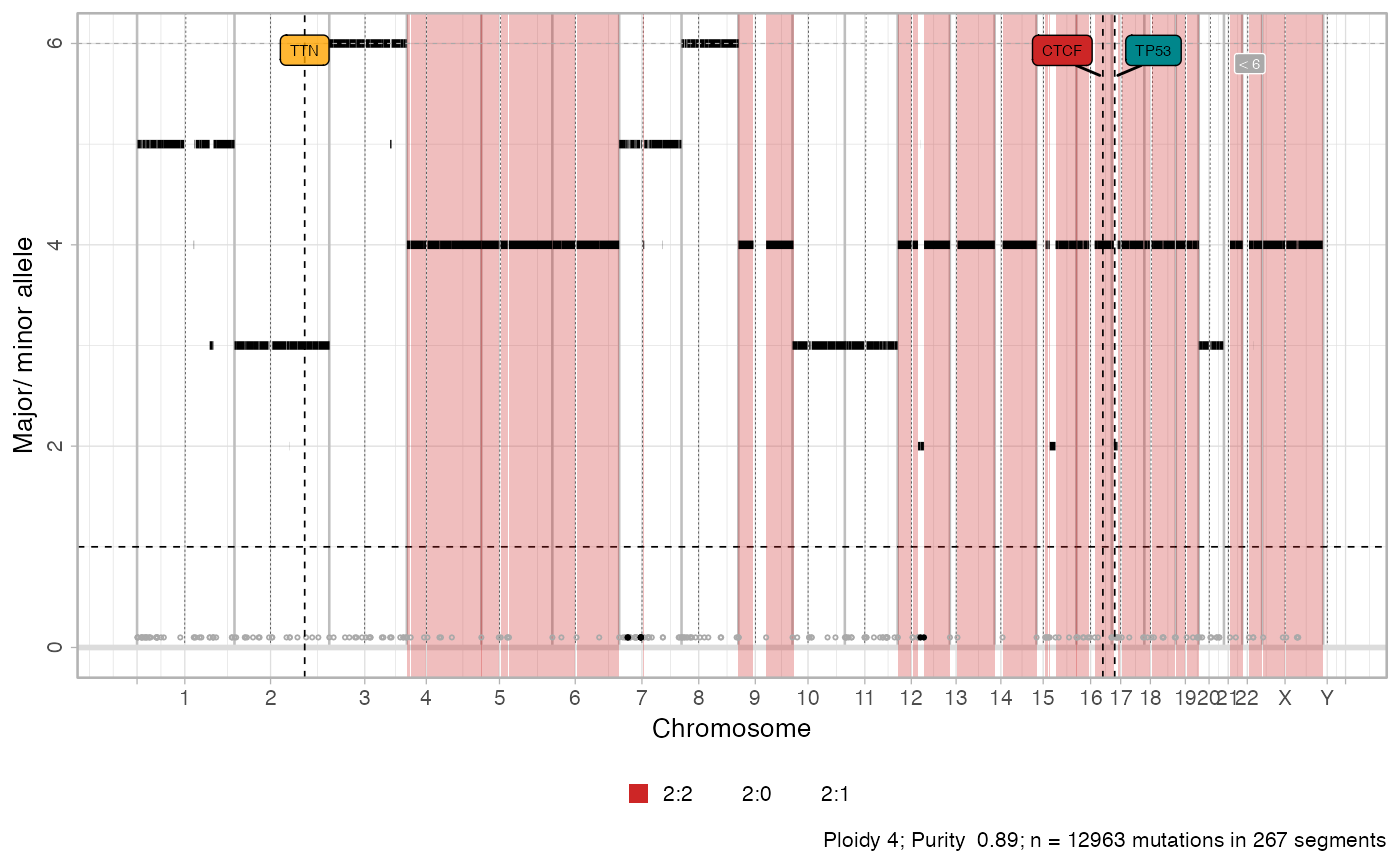 6
TTN
CTCF
TP53
< 6
4
2
0
Major/ minor allele
1 2 3 4 5 6 7 8 9 10 11 12 13 14 15 16 17 18 19 20 21 22 X Y
Chromosome
2:2 2:0 2:1
Ploidy 4; Purity 0.89; n = 12963 mutations in 267 segments